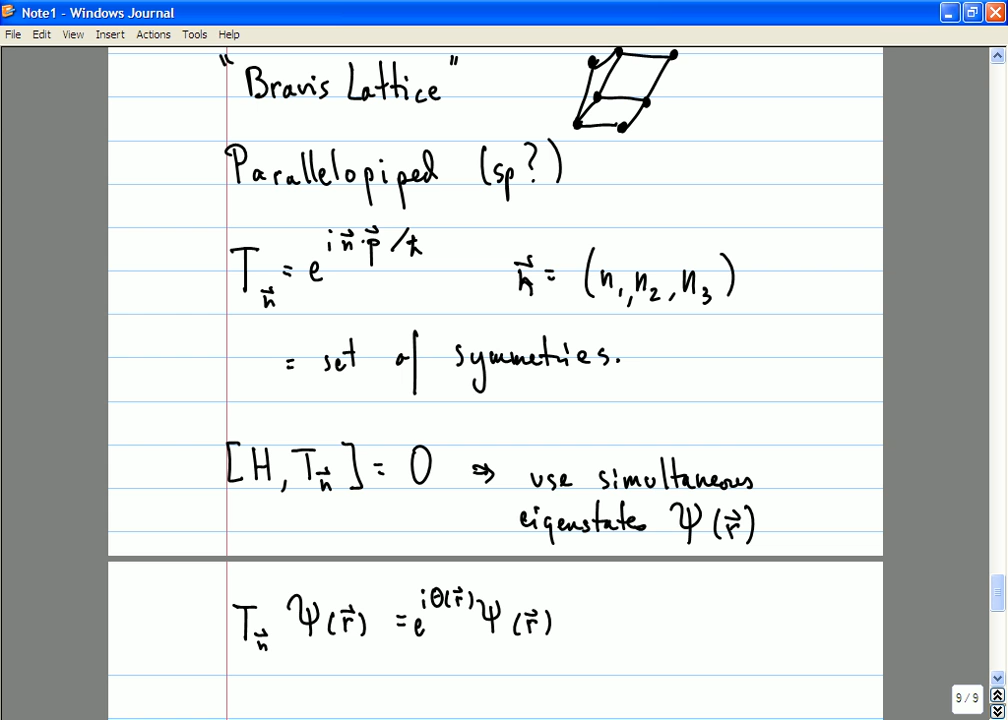 Note1 - Windows Journal
File Edit View Insert Actions Tools Help
"Bravis Lattice"
Parallelopiped (sp?)
T_n⃗ = e^{i n⃗·p⃗/ħ} n⃗ = (n₁, n₂, n₃)
= set of symmetries.
[H, T_n⃗] = 0 ⇒ use simultaneous
eigenstates Ψ(r⃗)
T_n⃗ Ψ(r⃗) = e^{iθ(r⃗)} Ψ(r⃗)
9/9